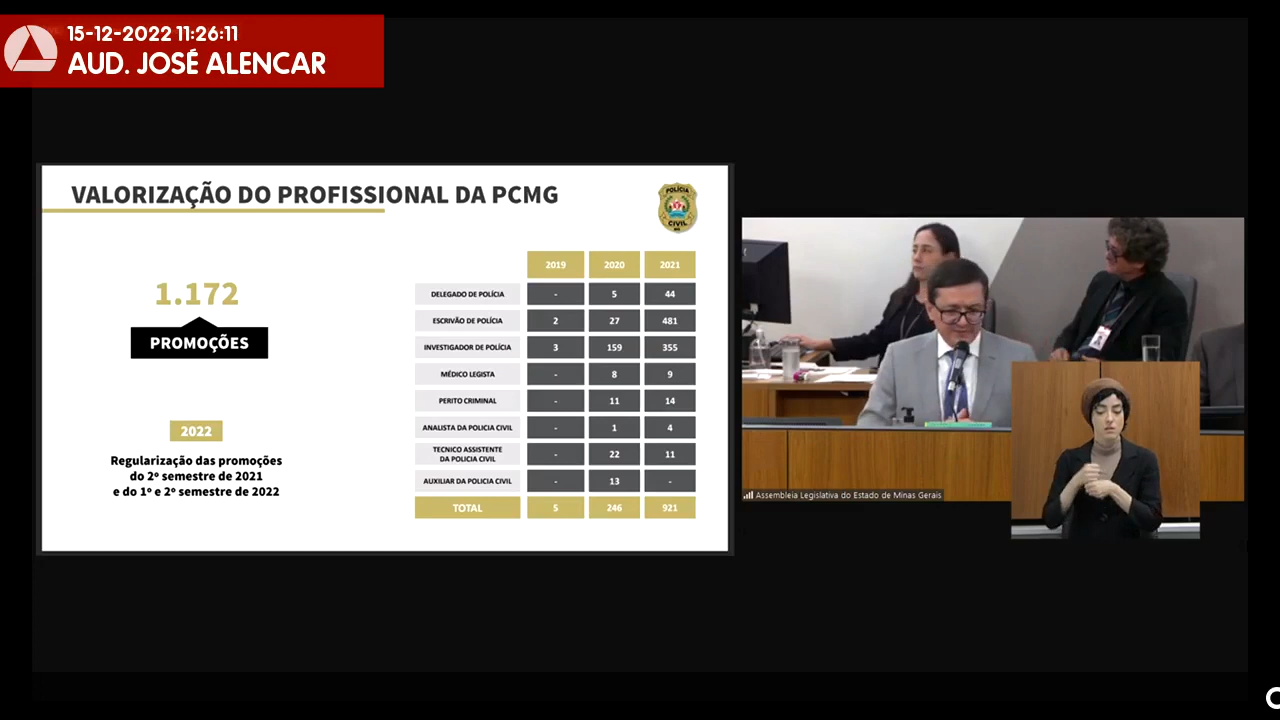 15-12-2022 11:26:11
AUD. JOSÉ ALENCAR
VALORIZAÇÃO DO PROFISSIONAL DA PCMG
POLÍCIA
CIVIL
MG
1.172
PROMOÇÕES
2022
Regularização das promoções
do 2º semestre de 2021
e do 1º e 2º semestre de 2022
2019 2020 2021
DELEGADO DE POLÍCIA - 5 44
ESCRIVÃO DE POLÍCIA 2 27 481
INVESTIGADOR DE POLÍCIA 3 159 355
MÉDICO LEGISTA - 8 9
PERITO CRIMINAL - 11 14
ANALISTA DA POLICIA CIVIL - 1 4
TECNICO ASSISTENTE
DA POLICIA CIVIL - 22 11
AUXILIAR DA POLICIA CIVIL - 13 -
TOTAL 5 246 921
Assembleia Legislativa do Estado de Minas Gerais